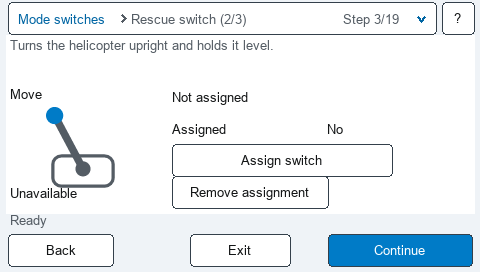 Mode switches > Rescue switch (2/3) Step 3/19 ?
Turns the helicopter upright and holds it level.
Move
Not assigned
Assigned No
Assign switch
Unavailable
Remove assignment
Ready
Back Exit Continue